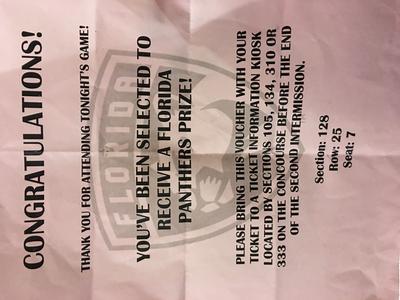 CONGRATULATIONS!
THANK YOU FOR ATTENDING TONIGHT'S GAME!
FLORIDA
YOU'VE BEEN SELECTED TO
RECEIVE A FLORIDA
PANTHERS PRIZE!
PLEASE BRING THIS VOUCHER WITH YOUR
TICKET TO A TICKET INFORMATION KIOSK
LOCATED BY SECTIONS 105, 134, 310 OR
333 ON THE CONCOURSE BEFORE THE END
OF THE SECOND INTERMISSION.
Section: 128
Row: 25
Seat: 7